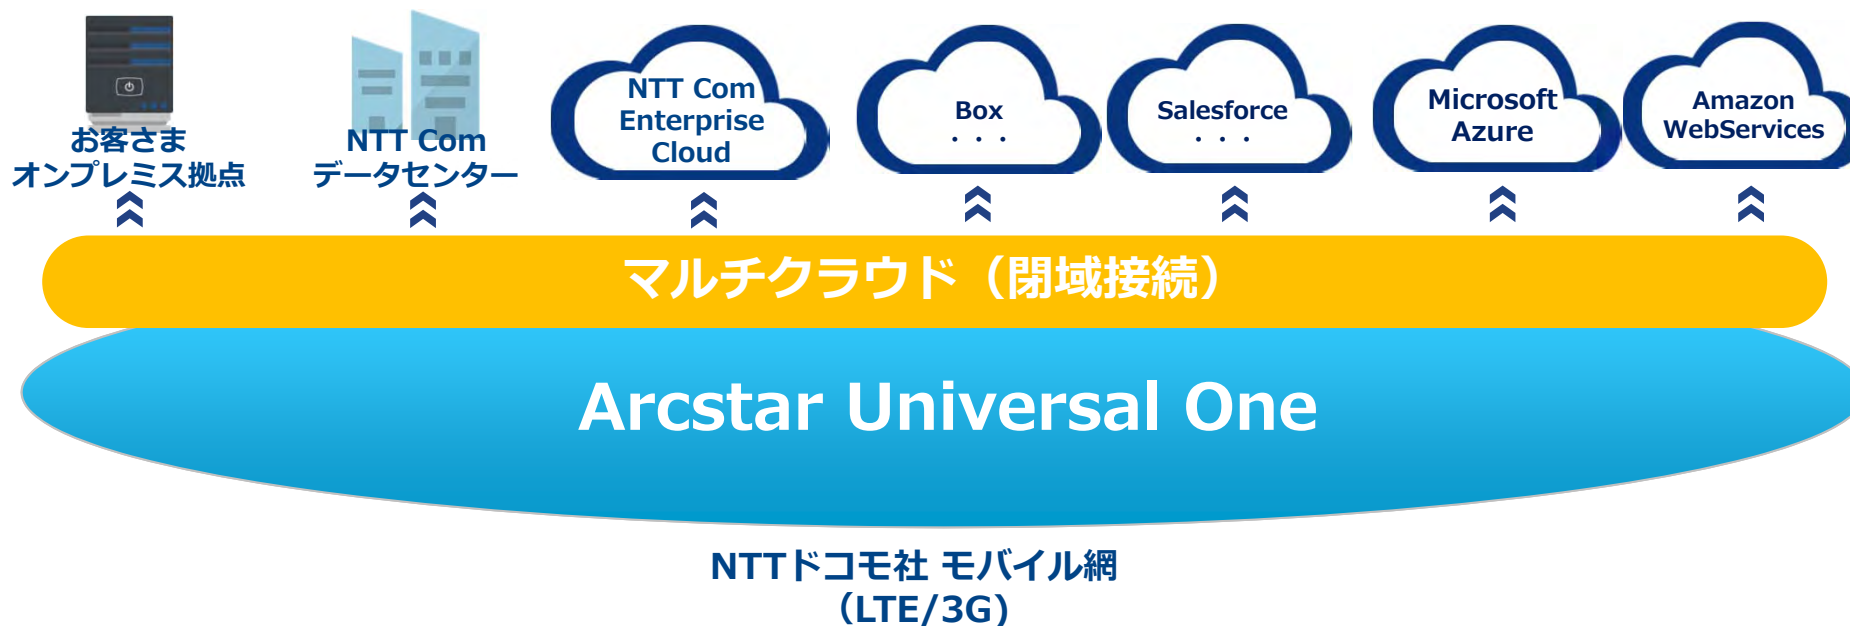 お客さま
オンプレミス拠点
NTT Com
データセンター
NTT Com
Enterprise
Cloud
Box
・・・
Salesforce
・・・
Microsoft
Azure
Amazon
WebServices
マルチクラウド（閉域接続）
Arcstar Universal One
NTTドコモ社 モバイル網
（LTE/3G）